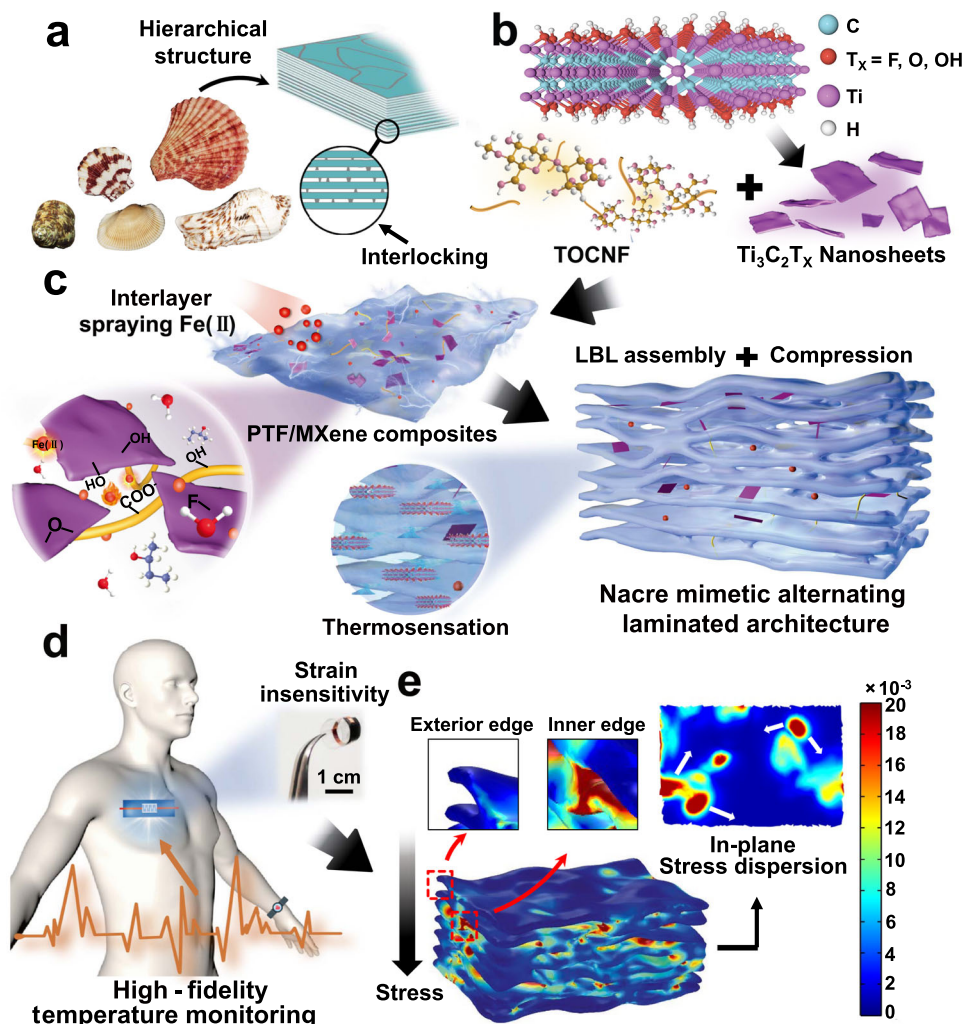 a
Hierarchical
structure
Interlocking
b
C
Tₓ = F, O, OH
Ti
H
TOCNF
Ti₃C₂Tₓ Nanosheets
c
Interlayer
spraying Fe(Ⅱ)
PTF/MXene composites
Fe(Ⅱ)
OH
OH
HO
COO⁻
F
O
LBL assembly + Compression
Thermosensation
Nacre mimetic alternating
laminated architecture
d
Strain
insensitivity
1 cm
High - fidelity
temperature monitoring
e
Exterior edge
Inner edge
In-plane
Stress dispersion
Stress
× 10⁻³
20
18
16
14
12
10
8
6
4
2
0